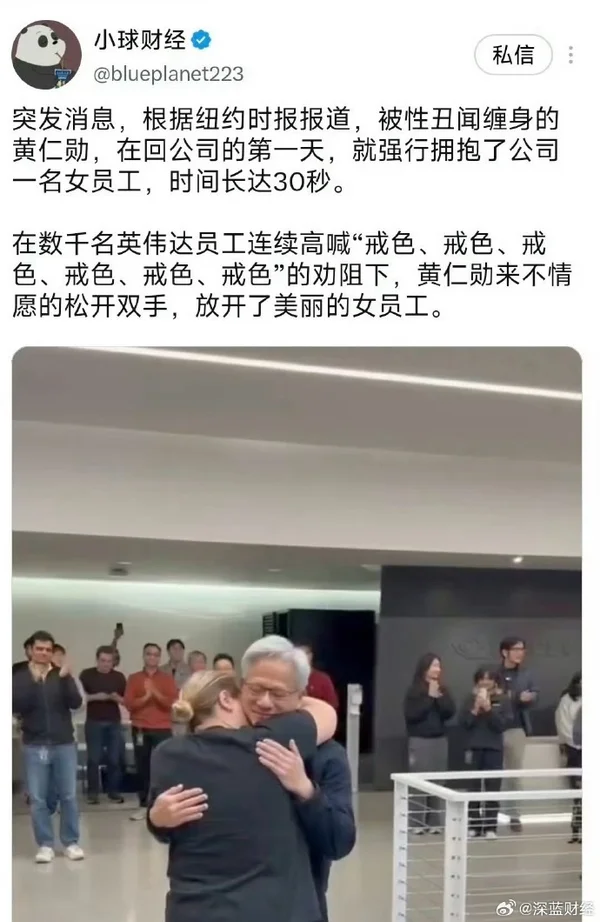 小球财经
@blueplanet223
私信
突发消息，根据纽约时报报道，被性丑闻缠身的
黄仁勋，在回公司的第一天，就强行拥抱了公司
一名女员工，时间长达30秒。
在数千名英伟达员工连续高喊“戒色、戒色、戒
色、戒色、戒色、戒色”的劝阻下，黄仁勋来不情
愿的松开双手，放开了美丽的女员工。
@深蓝财经